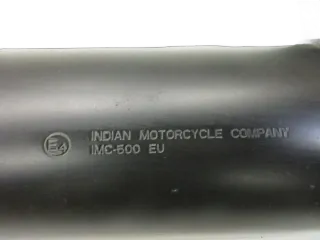 E4 INDIAN MOTORCYCLE COMPANY
IMC-500 EU